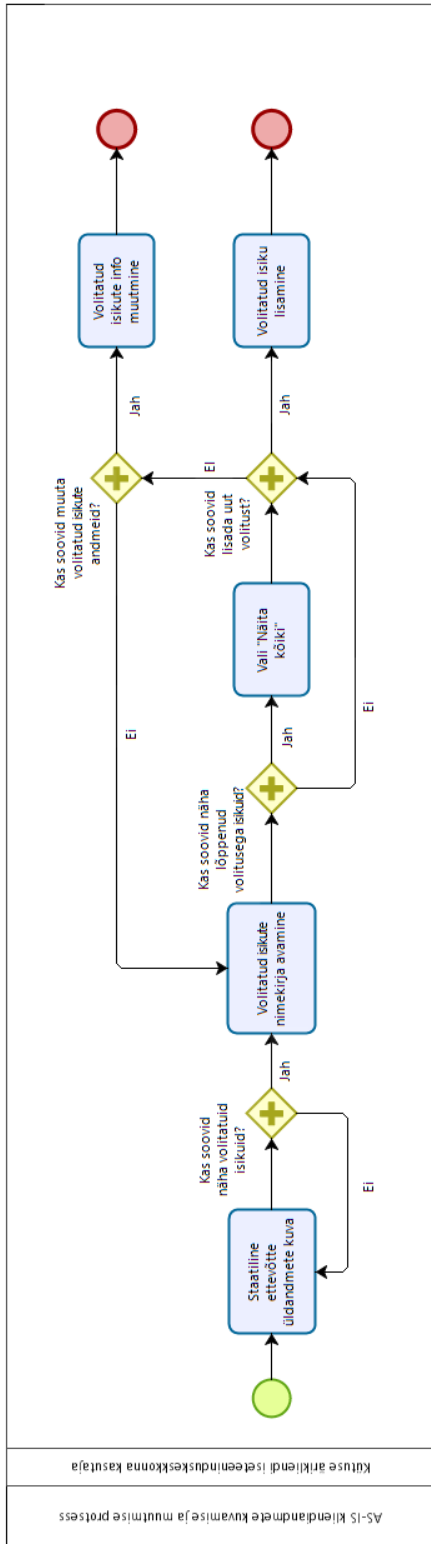 AS-IS kliendiandmete kuvamise ja muutmise protsess
Kütuse ärikliendi iseteeninduskeskkonna kasutaja
Staatiline
ettevõtte
üldandmete kuva
Kas soovid
näha volitatuid
isikuid?
Ei
Jah
Volitatud isikute
nimekirja avamine
Kas soovid näha
lõppenud
volitusega isikuid?
Jah
Ei
Vali "Näita
kõiki"
Kas soovid
lisada uut
volitust?
EI
Jah
Volitatud isiku
lisamine
Kas soovid muuta
volitatud isikute
andmeid?
Ei
Jah
Volitatud
isikute info
muutmine